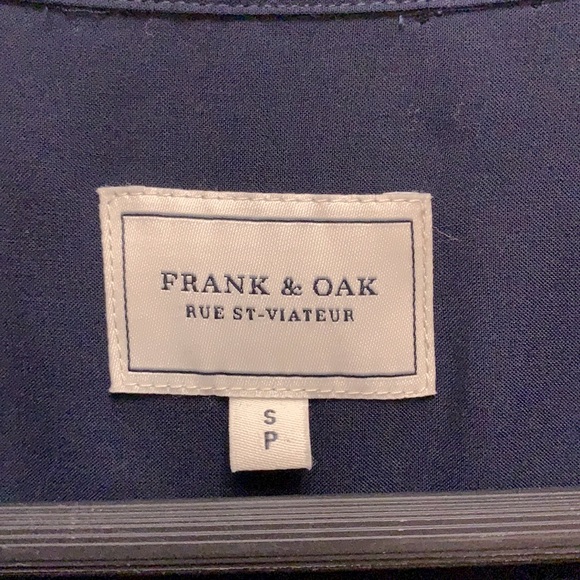 FRANK & OAK
RUE ST-VIATEUR
S
P